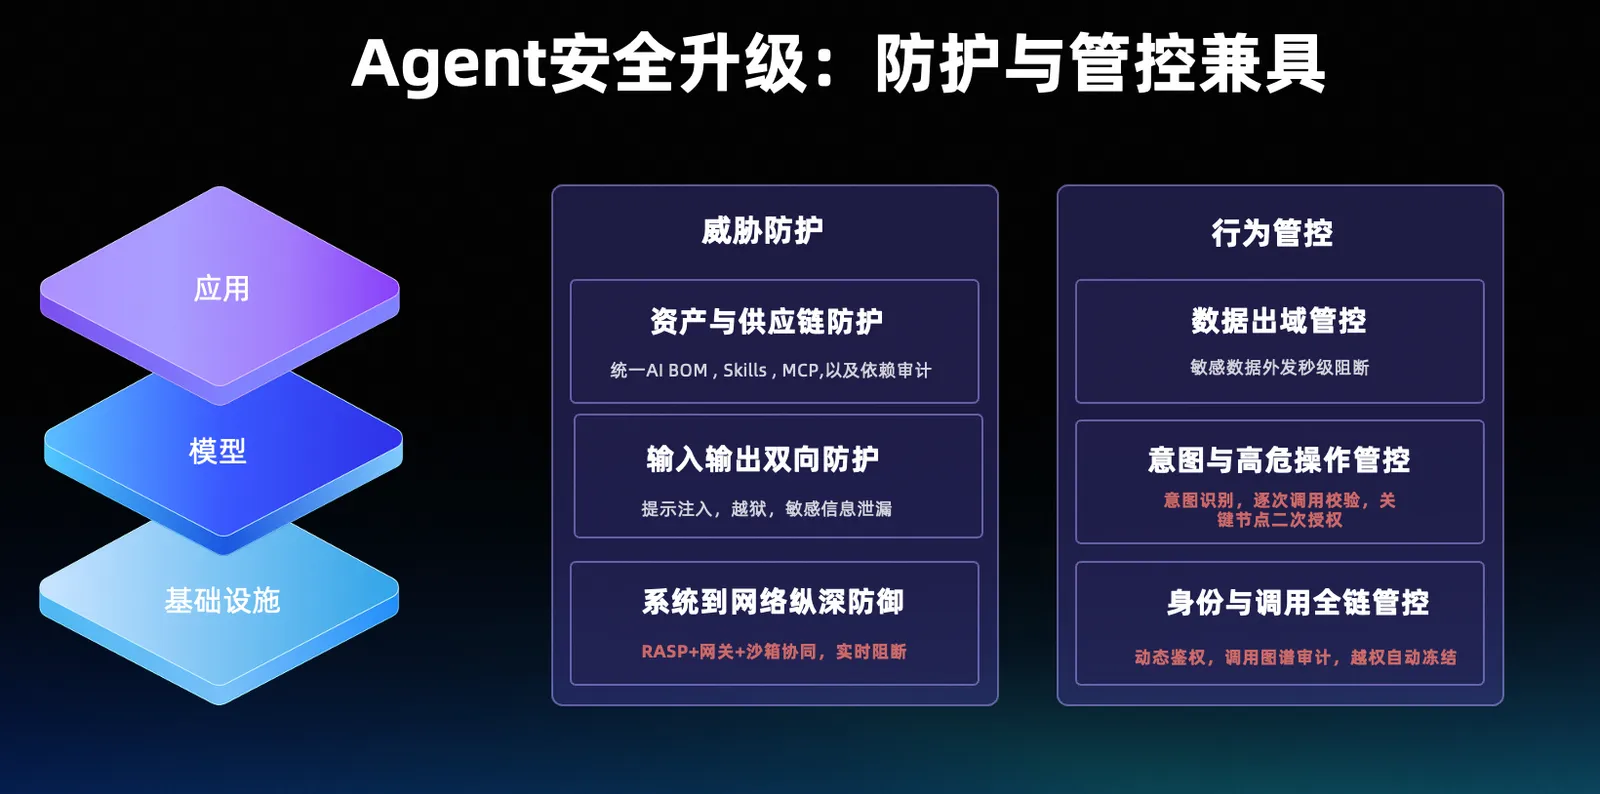 Agent安全升级：防护与管控兼具
应用
模型
基础设施
威胁防护
资产与供应链防护
统一AI BOM , Skills , MCP,以及依赖审计
输入输出双向防护
提示注入，越狱，敏感信息泄漏
系统到网络纵深防御
RASP+网关+沙箱协同，实时阻断
行为管控
数据出域管控
敏感数据外发秒级阻断
意图与高危操作管控
意图识别，逐次调用校验，关
键节点二次授权
身份与调用全链管控
动态鉴权，调用图谱审计，越权自动冻结